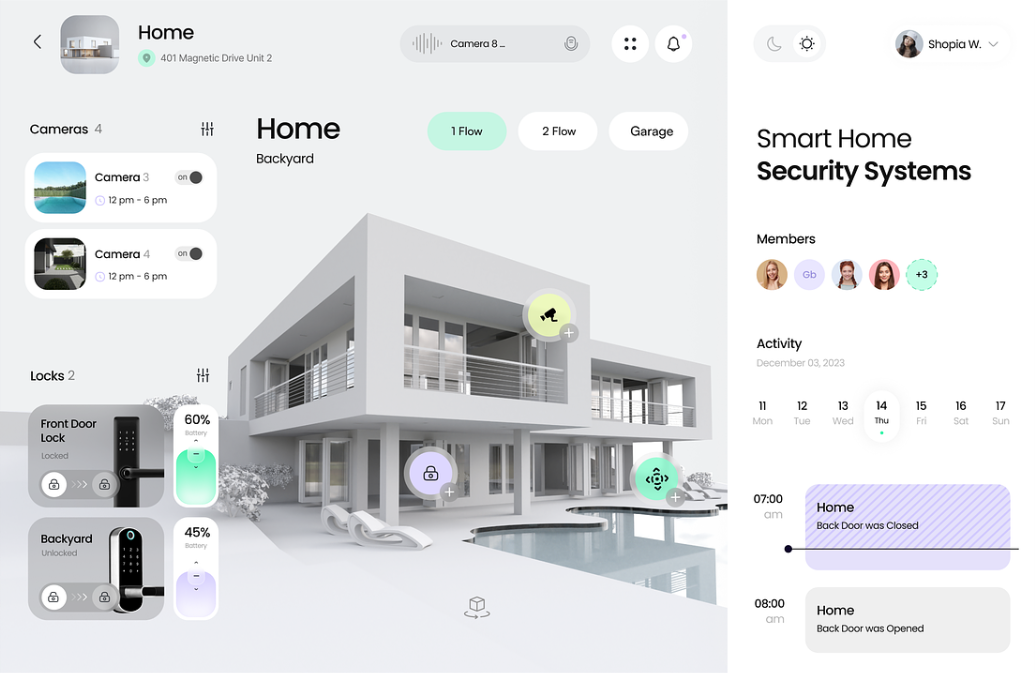 Home
401 Magnetic Drive Unit 2
Camera 8 ...
Cameras 4
Camera 3
on
12 pm - 6 pm
Camera 4
on
12 pm - 6 pm
Locks 2
Front Door
Lock
Locked
60%
Battery
Backyard
Unlocked
45%
Battery
Home
Backyard
1 Flow
2 Flow
Garage
Shopia W.
Smart Home
Security Systems
Members
Gb
+3
Activity
December 03, 2023
11 12 13 14 15 16 17
Mon Tue Wed Thu Fri Sat Sun
07:00
am
Home
Back Door was Closed
08:00
am
Home
Back Door was Opened